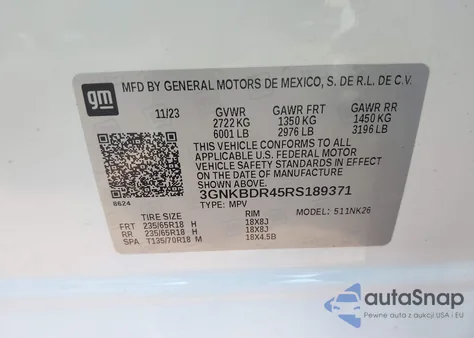 gm
MFD BY GENERAL MOTORS DE MEXICO, S. DE R.L. DE C.V.
11/23 GVWR GAWR FRT GAWR RR
2722 KG 1350 KG 1450 KG
6001 LB 2976 LB 3196 LB
THIS VEHICLE CONFORMS TO ALL
APPLICABLE U.S. FEDERAL MOTOR
VEHICLE SAFETY STANDARDS IN EFFECT
ON THE DATE OF MANUFACTURE SHOWN ABOVE.
3GNKBDR45RS189371
8624 TYPE: MPV MODEL: 511NK26
TIRE SIZE RIM
FRT 235/65R18 H 18X8J
RR 235/65R18 H 18X8J
SPA T135/70R18 M 18X4.5B
autaSnap
Pewne auta z aukcji USA i EU